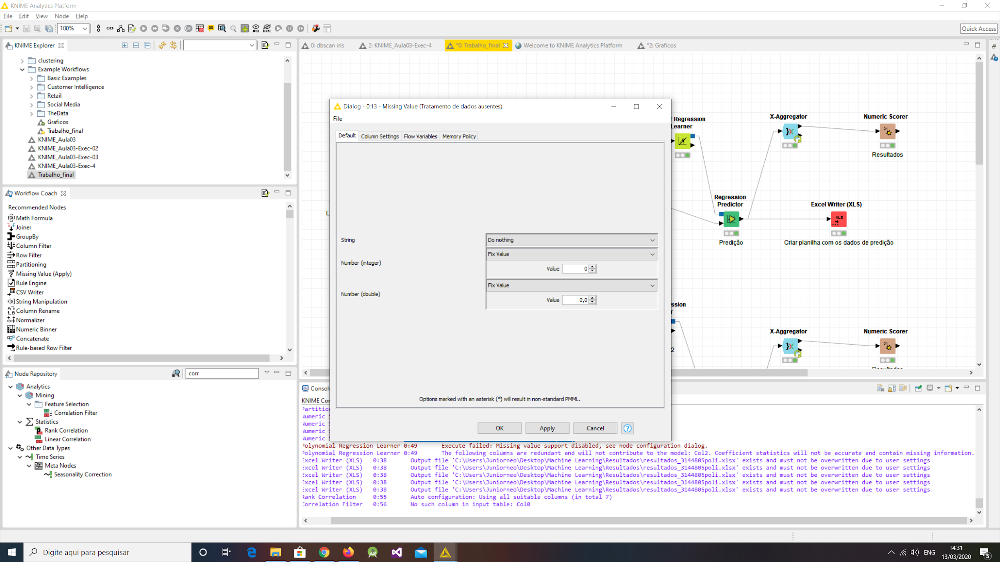 KNIME Analytics Platform
File Edit View Node Help
100%
#ID
NAME
Quick Access
KNIME Explorer
clustering
Example Workflows
Basic Examples
Customer Intelligence
Retail
Social Media
TheData
Graficos
Trabalho_final
KNIME_Aula03
KNIME_Aula03-Exec-02
KNIME_Aula03-Exec-03
KNIME_Aula03-Exec-4
Trabalho_final
Workflow Coach
Recommended Nodes
Math Formula
Joiner
GroupBy
Column Filter
Row Filter
Partitioning
Missing Value (Apply)
Rule Engine
CSV Writer
String Manipulation
Column Rename
Normalizer
Numeric Binner
Concatenate
Rule-based Row Filter
Node Repository
corr
Analytics
Mining
Feature Selection
Correlation Filter
Statistics
Rank Correlation
Linear Correlation
Other Data Types
Time Series
Meta Nodes
Seasonality Correction
0: dbscan iris
2: KNIME_Aula03-Exec-4
*0: Trabalho_final
Welcome to KNIME Analytics Platform
*2: Graficos
Regression
Learner
X-Aggregator
Numeric Scorer
Resultados
Regression
Predictor
Predição
Excel Writer (XLS)
XLS
Criar planilha com os dados de predição
X-Aggregator
Numeric Scorer
Dialog - 0:13 - Missing Value (Tratamento de dados ausentes)
File
Default Column Settings Flow Variables Memory Policy
String
Do nothing
Number (integer)
Fix Value
Value 0
Number (double)
Fix Value
Value 0,0
Options marked with an asterisk (*) will result in non-standard PMML.
OK Apply Cancel
Consol
KNIME Co
Partitio
Numeric
Numeric
Numeric
Numeric
Polynomial Regression Learner 0:49 Execute failed: Missing value support disabled, see node configuration dialog.
Polynomial Regression Learner 0:49 The following columns are redundant and will not contribute to the model: Col2. Coefficient statistics will not be accurate and contain missing information.
Excel Writer (XLS) 0:38 Output file 'C:\Users\Juniorneo\Desktop\Machine Learning\Resultados\resultados_3144805poli.xlsx' exists and must not be overwritten due to user settings
Excel Writer (XLS) 0:38 Output file 'C:\Users\Juniorneo\Desktop\Machine Learning\Resultados\resultados_3144805poli.xlsx' exists and must not be overwritten due to user settings
Excel Writer (XLS) 0:38 Output file 'C:\Users\Juniorneo\Desktop\Machine Learning\Resultados\resultados_3144805poli.xlsx' exists and must not be overwritten due to user settings
Excel Writer (XLS) 0:38 Output file 'C:\Users\Juniorneo\Desktop\Machine Learning\Resultados\resultados_3144805poli.xlsx' exists and must not be overwritten due to user settings
Excel Writer (XLS) 0:38 Output file 'C:\Users\Juniorneo\Desktop\Machine Learning\Resultados\resultados_3144805poli.xlsx' exists and must not be overwritten due to user settings
Rank Correlation 0:55 Auto configuration: Using all suitable columns (in total 7)
Correlation Filter 0:56 No such column in input table: Col0
Digite aqui para pesquisar
ENG
14:31
13/03/2020
5